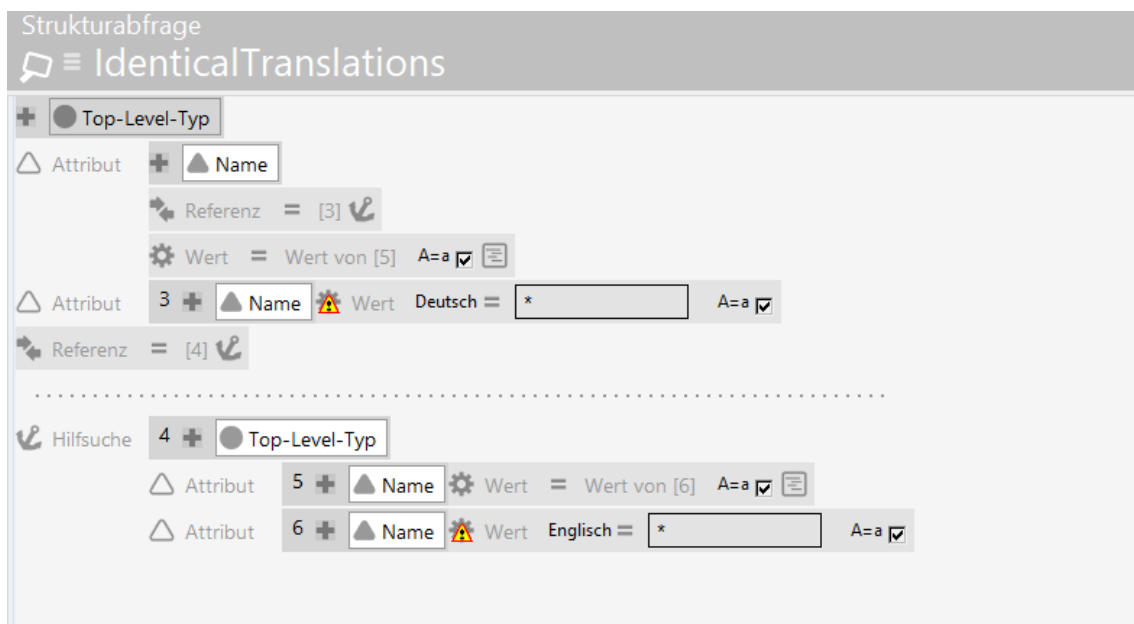 Strukturabfrage
IdenticalTranslations
Top-Level-Typ
Attribut Name
Referenz = [3]
Wert = Wert von [5] A=a
Attribut 3 Name Wert Deutsch = * A=a
Referenz = [4]
Hilfsuche 4 Top-Level-Typ
Attribut 5 Name Wert = Wert von [6] A=a
Attribut 6 Name Wert Englisch = * A=a